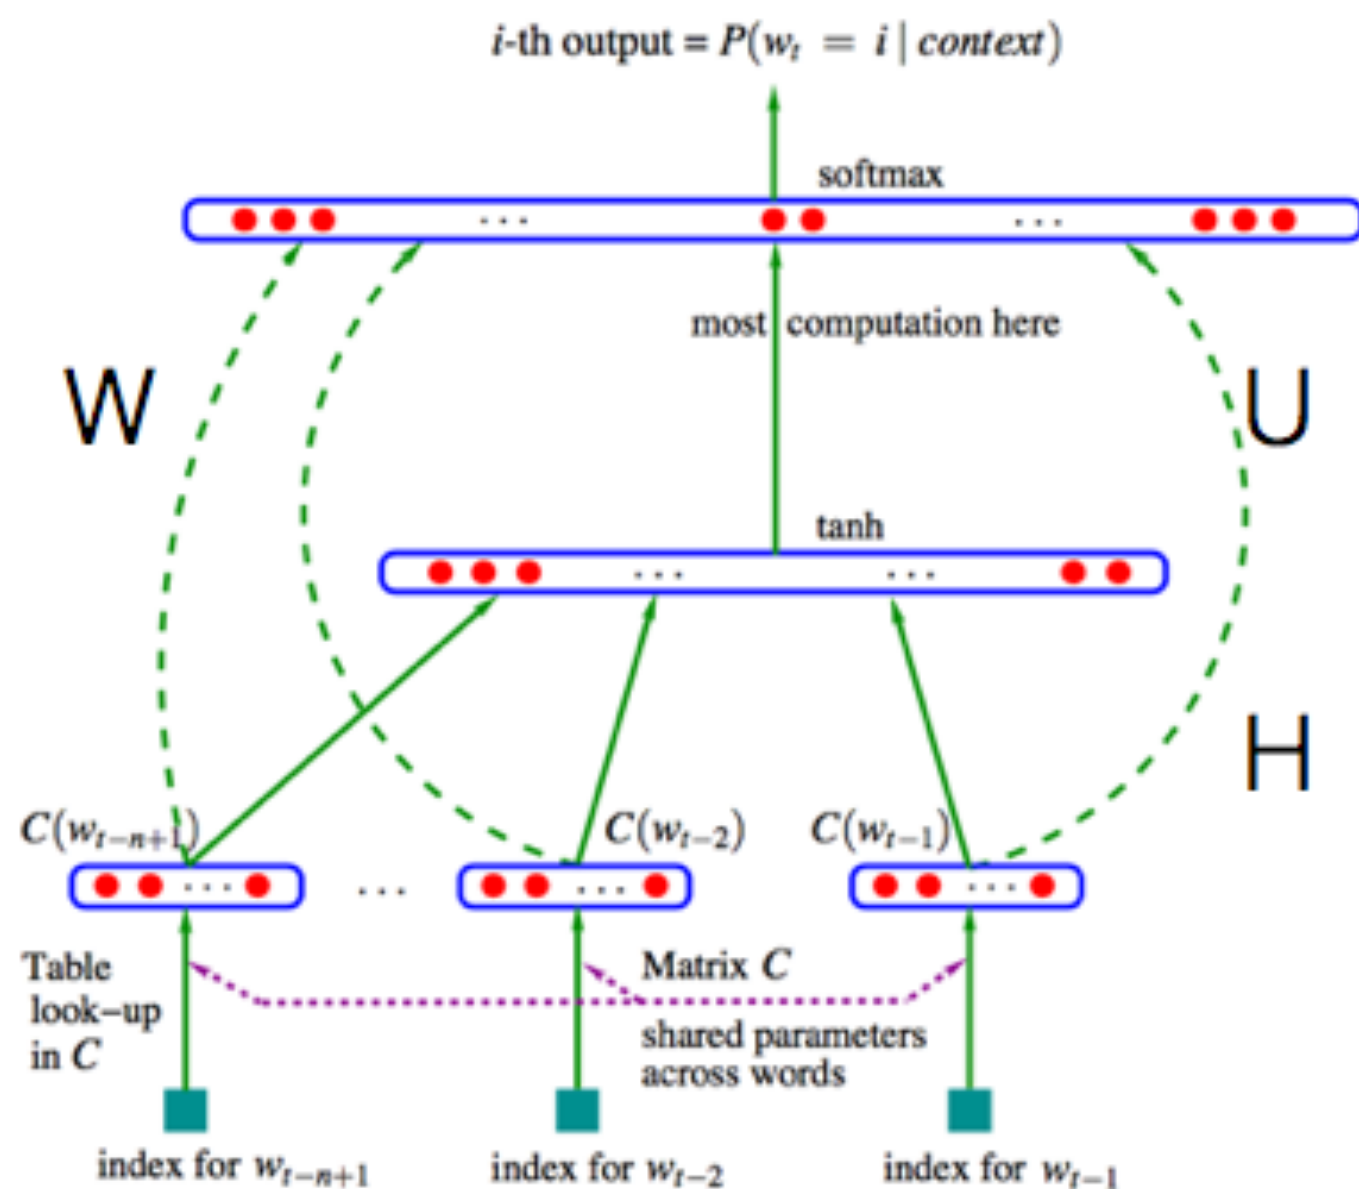 i-th output = P(w_t = i | context)
softmax
...
...
most computation here
W
U
tanh
...
...
H
C(w_{t−n+1})
C(w_{t−2})
C(w_{t−1})
...
...
...
...
Table
look−up
in C
Matrix C
shared parameters
across words
index for w_{t−n+1}
index for w_{t−2}
index for w_{t−1}